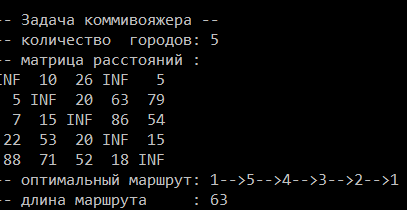 -- Задача коммивояжера --
-- количество  городов: 5
-- матрица расстояний :
INF  10  26 INF   5
  5 INF  20  63  79
  7  15 INF  86  54
 22  53  20 INF  15
 88  71  52  18 INF
-- оптимальный маршрут: 1-->5-->4-->3-->2-->1
-- длина маршрута     : 63